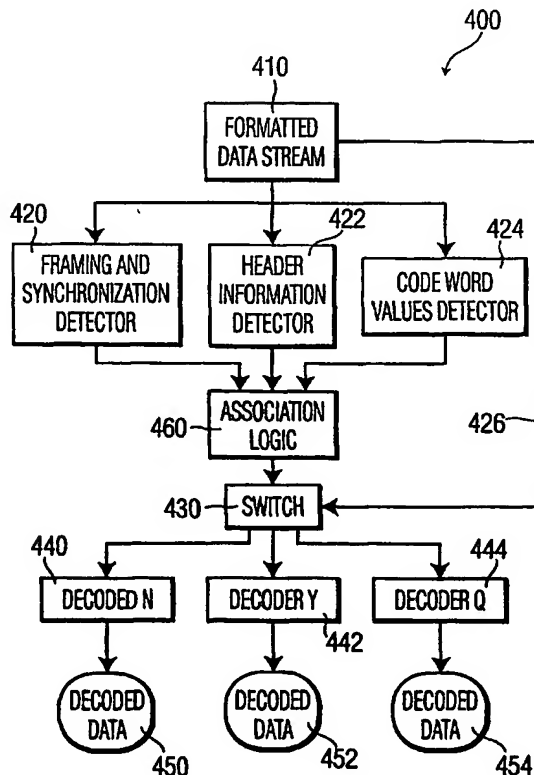 400
410
FORMATTED
DATA STREAM
420
422
424
FRAMING AND
SYNCHRONIZATION
DETECTOR
HEADER
INFORMATION
DETECTOR
CODE WORD
VALUES DETECTOR
460
ASSOCIATION
LOGIC
426
430
SWITCH
440
444
DECODED N
DECODER Y
DECODER Q
442
DECODED
DATA
DECODED
DATA
DECODED
DATA
450
452
454